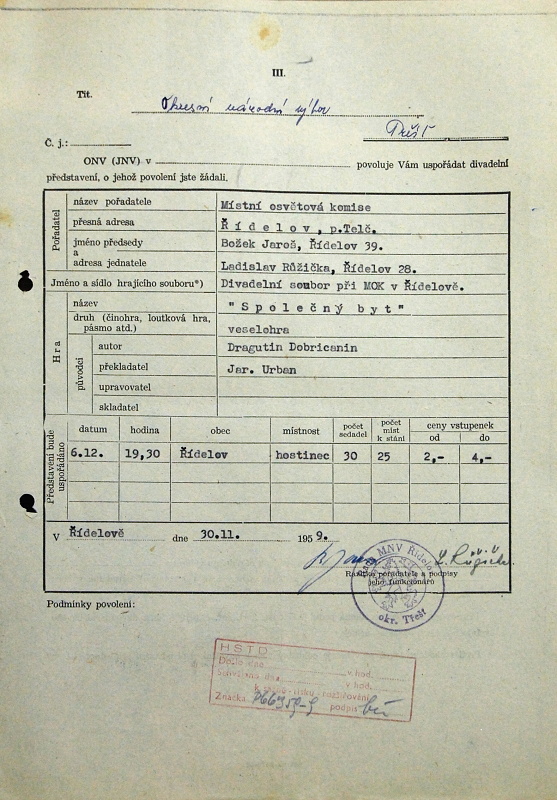 III.
Tit. Okresní národní výbor
Třešť
Č. j.:
ONV (JNV) v povoluje Vám uspořádat divadelní
představení, o jehož povolení jste žádali.
Pořadatel
název pořadatele Místní osvětová komise
přesná adresa Řídelov, p.Telč.
jméno předsedy Božek Jaroš, Řídelov 39.
a
adresa jednatele Ladislav Růžička, Řídelov 28.
Jméno a sídlo hrajícího souboru*) Divadelní soubor při MOK v Řídelově.
Hra
název "Společný byt"
druh (činohra, loutková hra,
pásmo atd.) veselohra
původci
autor Dragutin Dobricanin
překladatel Jar. Urban
upravovatel
skladatel
Představení bude
uspořádáno
datum hodina obec místnost počet sedadel počet míst k stání ceny vstupenek
od do
6.12. 19,30 Řídelov hostinec 30 25 2,- 4,-
V Řídelově dne 30.11. 1959.
L. Růžička
Razítko pořadatele a podpisy
jeho funkcionářů
MNV Řídelov
okr. Třešť
Podmínky povolení:
HSTD
Došlo dne v hod.
v hod.
Značka podpis